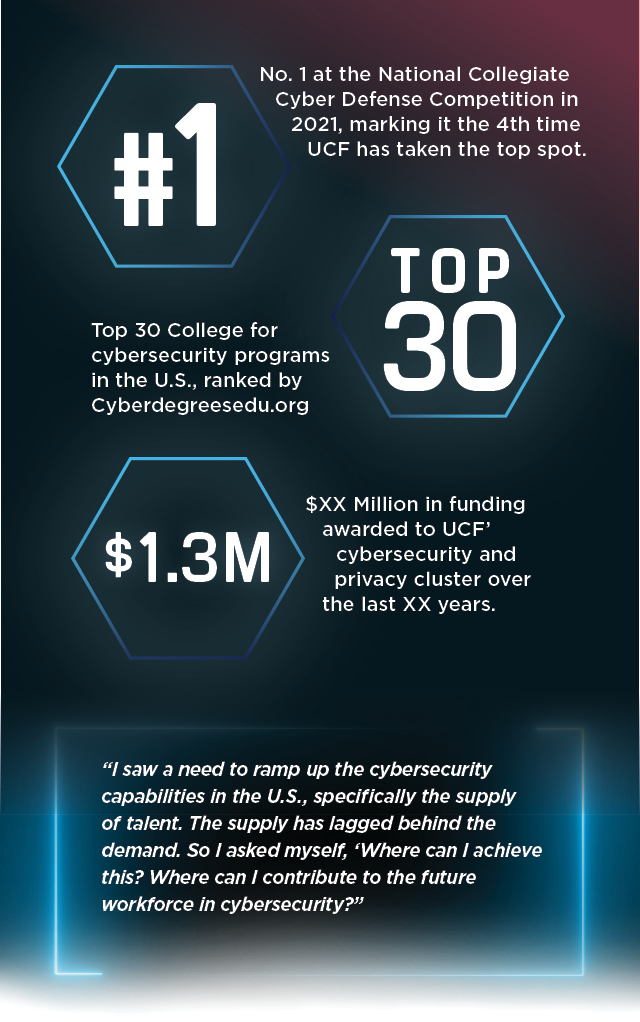 #1
No. 1 at the National Collegiate
Cyber Defense Competition in
2021, marking it the 4th time
UCF has taken the top spot.
TOP
30
Top 30 College for
cybersecurity programs
in the U.S., ranked by
Cyberdegreesedu.org
$1.3M
$XX Million in funding
awarded to UCF’
cybersecurity and
privacy cluster over
the last XX years.
“I saw a need to ramp up the cybersecurity
capabilities in the U.S., specifically the supply
of talent. The supply has lagged behind the
demand. So I asked myself, ‘Where can I achieve
this? Where can I contribute to the future
workforce in cybersecurity?”